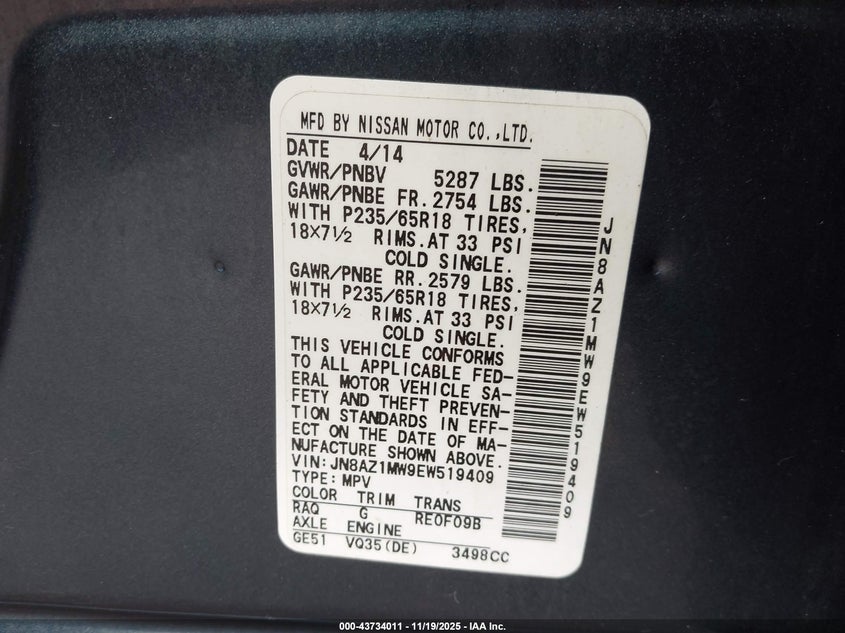 MFD BY NISSAN MOTOR CO.,LTD.
DATE 4/14
GVWR/PNBV 5287 LBS.
GAWR/PNBE FR. 2754 LBS.
WITH P235/65R18 TIRES,
18×7½ RIMS.AT 33 PSI
COLD SINGLE.
GAWR/PNBE RR. 2579 LBS.
WITH P235/65R18 TIRES,
18×7½ RIMS.AT 33 PSI
COLD SINGLE.
THIS VEHICLE CONFORMS
TO ALL APPLICABLE FED-
ERAL MOTOR VEHICLE SA-
FETY AND THEFT PREVEN-
TION STANDARDS IN EFF-
ECT ON THE DATE OF MA-
NUFACTURE SHOWN ABOVE.
VIN: JN8AZ1MW9EW519409
TYPE: MPV
COLOR TRIM TRANS
RAQ G RE0F09B
AXLE ENGINE
GE51 VQ35(DE) 3498CC
JN8AZ1MW9EW519409
000-43734011 - 11/19/2025 - IAA Inc.